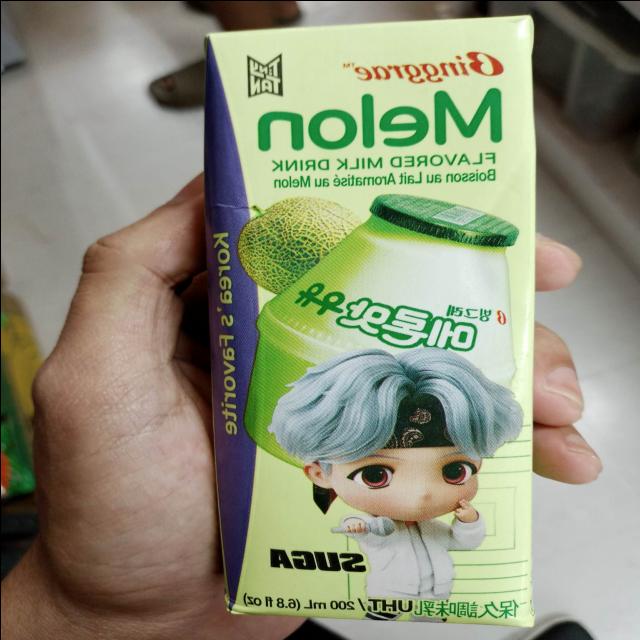 Binggrae™
TINY
TAN
Melon
FLAVORED MILK DRINK
Boisson au Lait Aromatisé au Melon
빙그레
메론맛우유
Korea's Favorite
SUGA
保久調味乳 UHT/200 mL (6.8 fl oz)